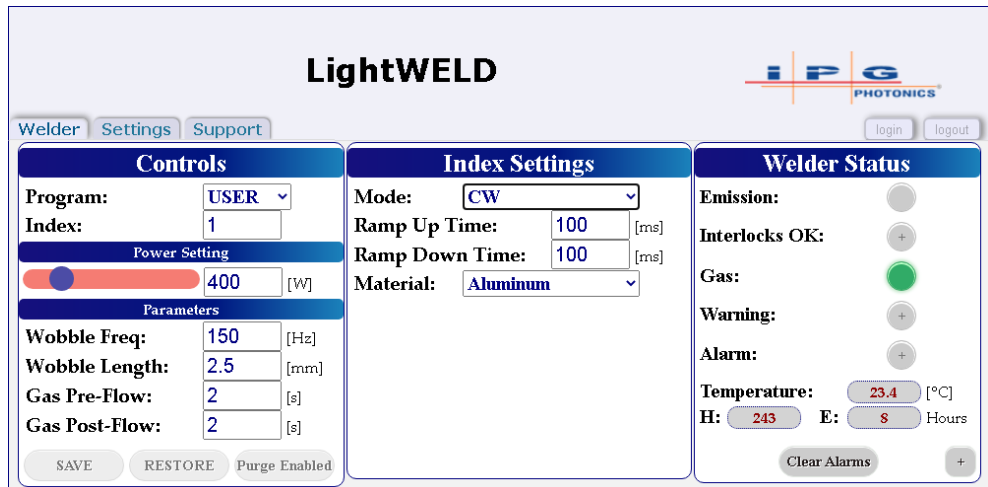 LightWELD
IPG
PHOTONICS®
Welder Settings Support login logout
Controls
Program: USER
Index: 1
Power Setting
400 [W]
Parameters
Wobble Freq: 150 [Hz]
Wobble Length: 2.5 [mm]
Gas Pre-Flow: 2 [s]
Gas Post-Flow: 2 [s]
SAVE RESTORE Purge Enabled
Index Settings
Mode: CW
Ramp Up Time: 100 [ms]
Ramp Down Time: 100 [ms]
Material: Aluminum
Welder Status
Emission:
Interlocks OK: +
Gas:
Warning: +
Alarm: +
Temperature: 23.4 [°C]
H: 243 E: 8 Hours
Clear Alarms +